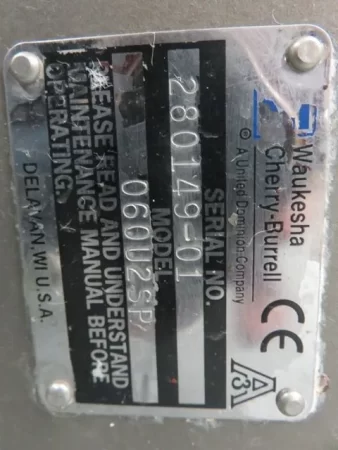 Waukesha
Cherry-Burrell
© A United Dominion Company
CE
A
3
SERIAL NO.
280149-01
MODEL
060U2SP
PLEASE READ AND UNDERSTAND
MAINTENANCE MANUAL BEFORE
OPERATING.
DELAVAN, WI U.S.A.